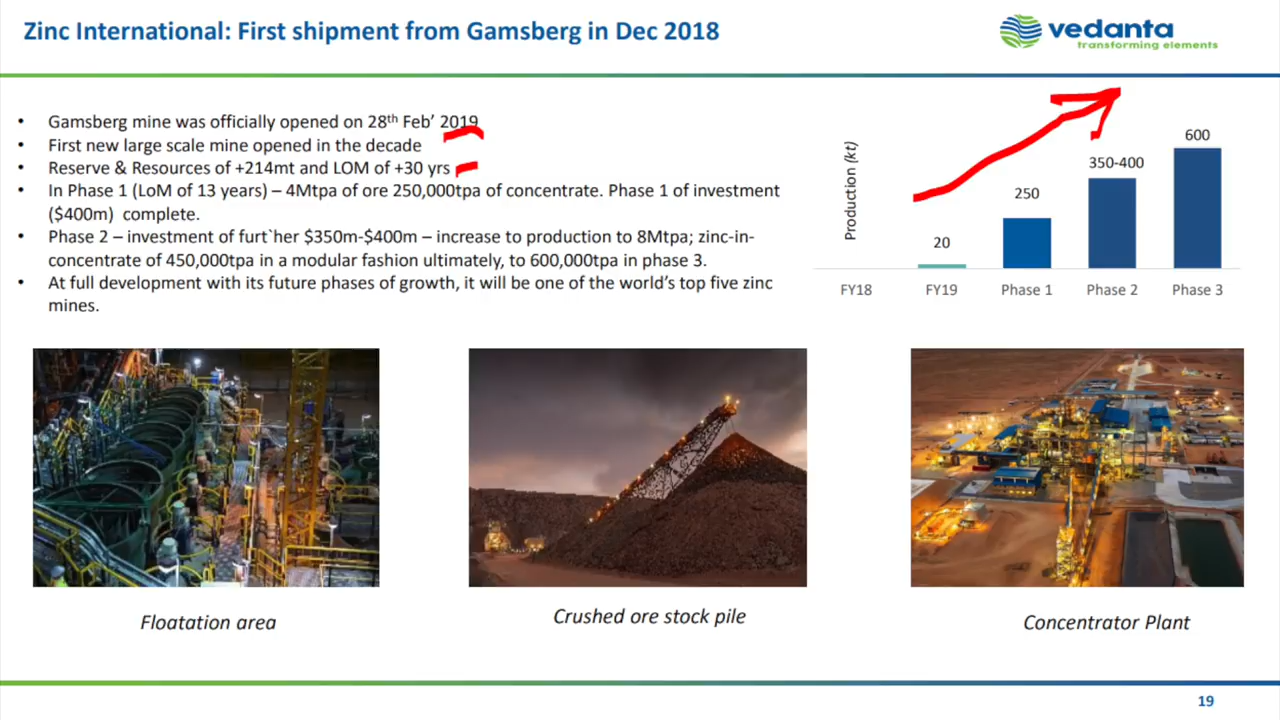 Zinc International: First shipment from Gamsberg in Dec 2018
vedanta
transforming elements
• Gamsberg mine was officially opened on 28th Feb’ 2019
• First new large scale mine opened in the decade
• Reserve & Resources of +214mt and LOM of +30 yrs
• In Phase 1 (LoM of 13 years) – 4Mtpa of ore 250,000tpa of concentrate. Phase 1 of investment
($400m) complete.
• Phase 2 – investment of furt`her $350m-$400m – increase to production to 8Mtpa; zinc-in-
concentrate of 450,000tpa in a modular fashion ultimately, to 600,000tpa in phase 3.
• At full development with its future phases of growth, it will be one of the world’s top five zinc
mines.
Production (kt)
20
250
350-400
600
FY18 FY19 Phase 1 Phase 2 Phase 3
Floatation area
Crushed ore stock pile
Concentrator Plant
19